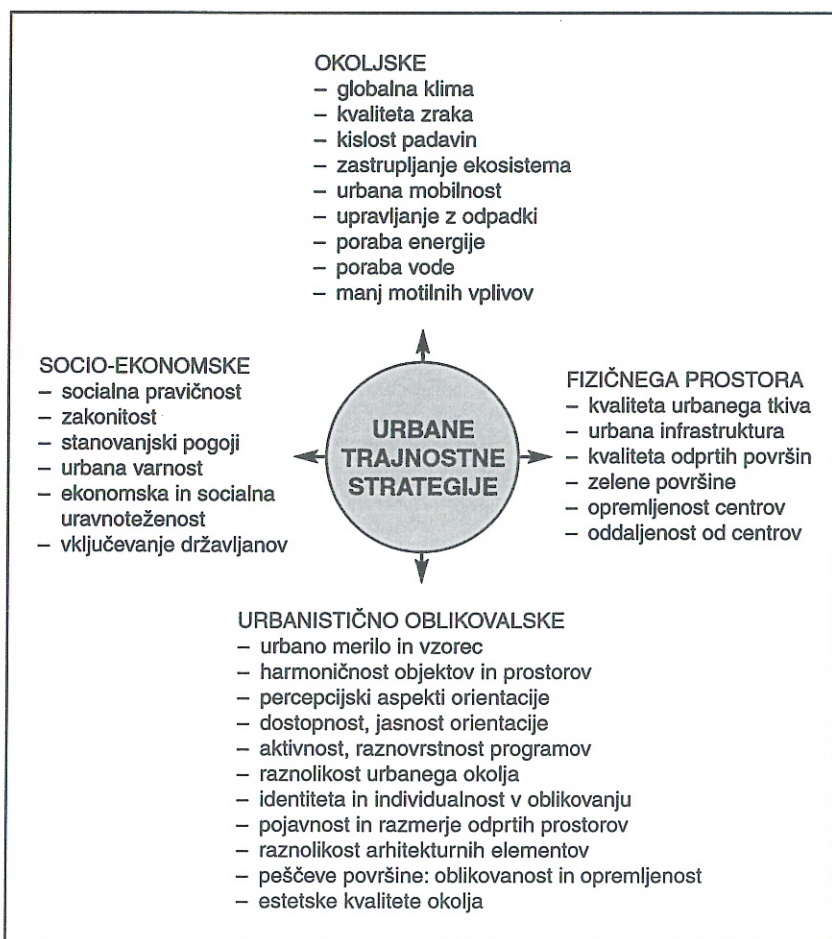 OKOLJSKE
– globalna klima
– kvaliteta zraka
– kislost padavin
– zastrupljanje ekosistema
– urbana mobilnost
– upravljanje z odpadki
– poraba energije
– poraba vode
– manj motilnih vplivov
SOCIO-EKONOMSKE
– socialna pravičnost
– zakonitost
– stanovanjski pogoji
– urbana varnost
– ekonomska in socialna
uravnoteženost
– vključevanje državljanov
URBANE
TRAJNOSTNE
STRATEGIJE
FIZIČNEGA PROSTORA
– kvaliteta urbanega tkiva
– urbana infrastruktura
– kvaliteta odprtih površin
– zelene površine
– opremljenost centrov
– oddaljenost od centrov
URBANISTIČNO OBLIKOVALSKE
– urbano merilo in vzorec
– harmoničnost objektov in prostorov
– percepcijski aspekti orientacije
– dostopnost, jasnost orientacije
– aktivnost, raznovrstnost programov
– raznolikost urbanega okolja
– identiteta in individualnost v oblikovanju
– pojavnost in razmerje odprtih prostorov
– raznolikost arhitekturnih elementov
– peščeve površine: oblikovanost in opremljenost
– estetske kvalitete okolja